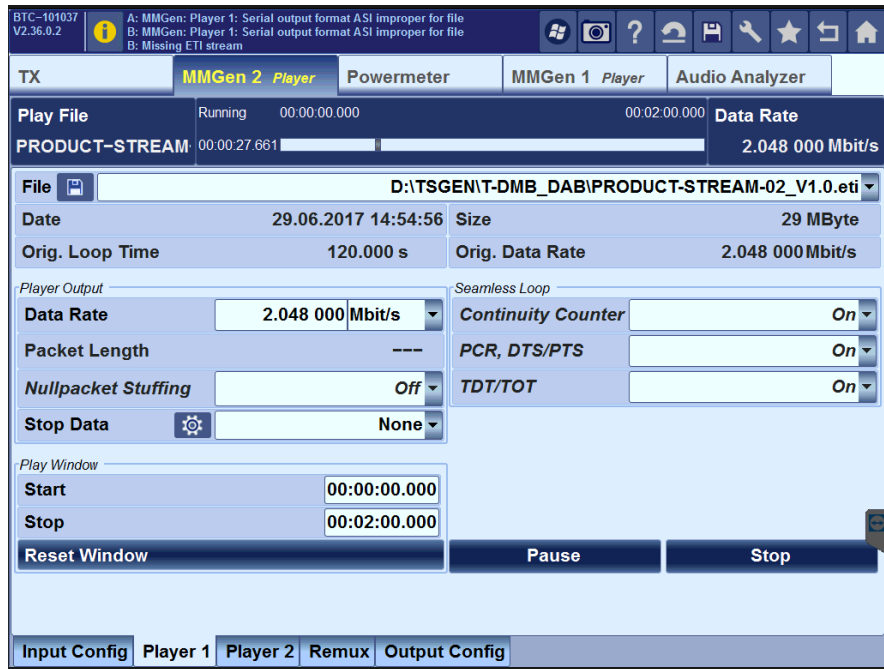 BTC-101037
V2.36.0.2
A: MMGen: Player 1: Serial output format ASI improper for file
B: MMGen: Player 1: Serial output format ASI improper for file
B: Missing ETI stream
TX
MMGen 2 Player
Powermeter
MMGen 1 Player
Audio Analyzer
Play File
Running 00:00:00.000 00:02:00.000
Data Rate
PRODUCT-STREAM
00:00:27.661
2.048 000 Mbit/s
File D:\TSGEN\T-DMB_DAB\PRODUCT-STREAM-02_V1.0.eti
Date 29.06.2017 14:54:56 Size 29 MByte
Orig. Loop Time 120.000 s Orig. Data Rate 2.048 000 Mbit/s
Player Output
Data Rate 2.048 000 Mbit/s
Packet Length ---
Nullpacket Stuffing Off
Stop Data None
Seamless Loop
Continuity Counter On
PCR, DTS/PTS On
TDT/TOT On
Play Window
Start 00:00:00.000
Stop 00:02:00.000
Reset Window
Pause
Stop
Input Config Player 1 Player 2 Remux Output Config